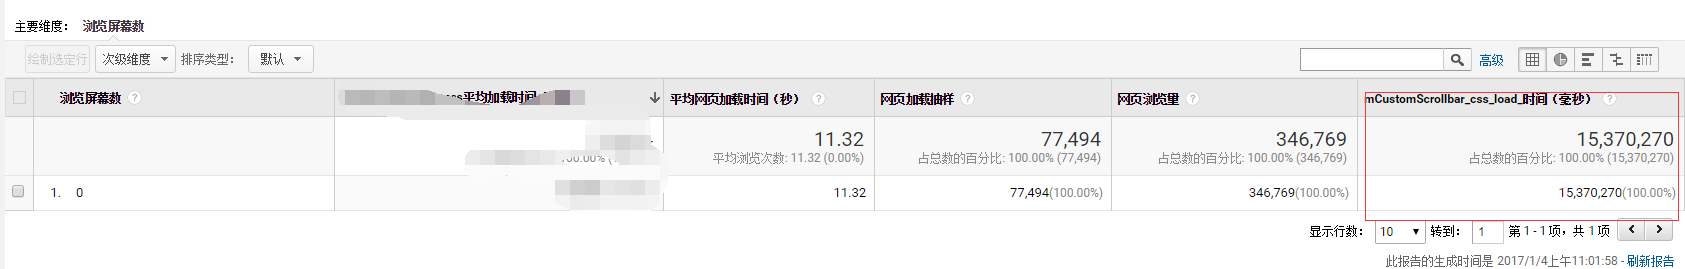 主要维度： 浏览屏幕数
绘制选定行 次级维度 排序类型： 默认 高级
浏览屏幕数 css平均加载时间 平均网页加载时间（秒） 网页加载抽样 网页浏览量 mCustomScrollbar_css_load_时间（毫秒）
11.32 77,494 346,769 15,370,270
平均浏览次数: 11.32 (0.00%) 占总数的百分比: 100.00% (77,494) 占总数的百分比: 100.00% (346,769) 占总数的百分比: 100.00% (15,370,270)
1. 0 11.32 77,494(100.00%) 346,769(100.00%) 15,370,270(100.00%)
显示行数： 10 转到： 1 第 1 - 1 项，共 1 项
此报告的生成时间是 2017/1/4上午11:01:58 - 刷新报告